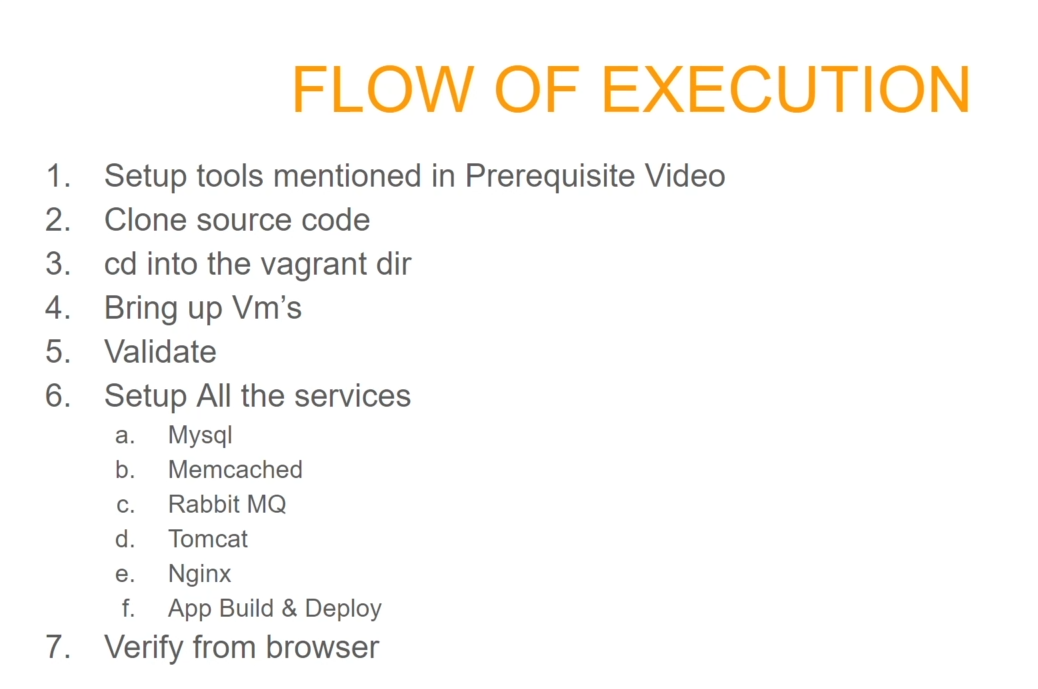 FLOW OF EXECUTION
1. Setup tools mentioned in Prerequisite Video
2. Clone source code
3. cd into the vagrant dir
4. Bring up Vm’s
5. Validate
6. Setup All the services
a. Mysql
b. Memcached
c. Rabbit MQ
d. Tomcat
e. Nginx
f. App Build & Deploy
7. Verify from browser